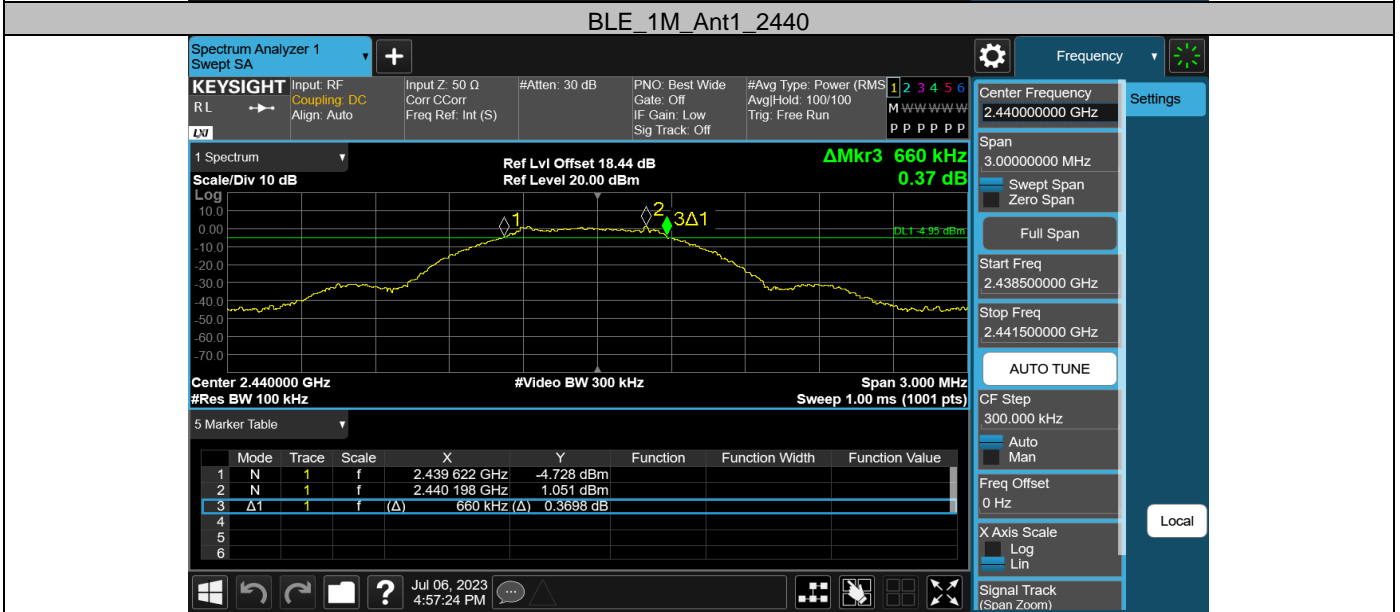 BLE_1M_Ant1_2440
Spectrum Analyzer 1
Swept SA
Frequency
KEYSIGHT
R L
LXI
Input: RF
Coupling: DC
Align: Auto
Input Z: 50 Ω
Corr CCorr
Freq Ref: Int (S)
#Atten: 30 dB
PNO: Best Wide
Gate: Off
IF Gain: Low
Sig Track: Off
#Avg Type: Power (RMS
Avg|Hold: 100/100
Trig: Free Run
1 2 3 4 5 6
M W W W W W
P P P P P P
1 Spectrum
Scale/Div 10 dB
Ref Lvl Offset 18.44 dB
Ref Level 20.00 dBm
ΔMkr3 660 kHz
0.37 dB
Log
10.0
0.00
-10.0
-20.0
-30.0
-40.0
-50.0
-60.0
-70.0
1
2
3Δ1
DL1 -4.95 dBm
Center 2.440000 GHz
#Video BW 300 kHz
Span 3.000 MHz
#Res BW 100 kHz
Sweep 1.00 ms (1001 pts)
5 Marker Table
Mode Trace Scale X Y Function Function Width Function Value
1 N 1 f 2.439 622 GHz -4.728 dBm
2 N 1 f 2.440 198 GHz 1.051 dBm
3 Δ1 1 f (Δ) 660 kHz (Δ) 0.3698 dB
4
5
6
Jul 06, 2023
4:57:24 PM
Center Frequency
2.440000000 GHz
Settings
Span
3.00000000 MHz
Swept Span
Zero Span
Full Span
Start Freq
2.438500000 GHz
Stop Freq
2.441500000 GHz
AUTO TUNE
CF Step
300.000 kHz
Auto
Man
Freq Offset
0 Hz
X Axis Scale
Log
Lin
Local
Signal Track
(Span Zoom)